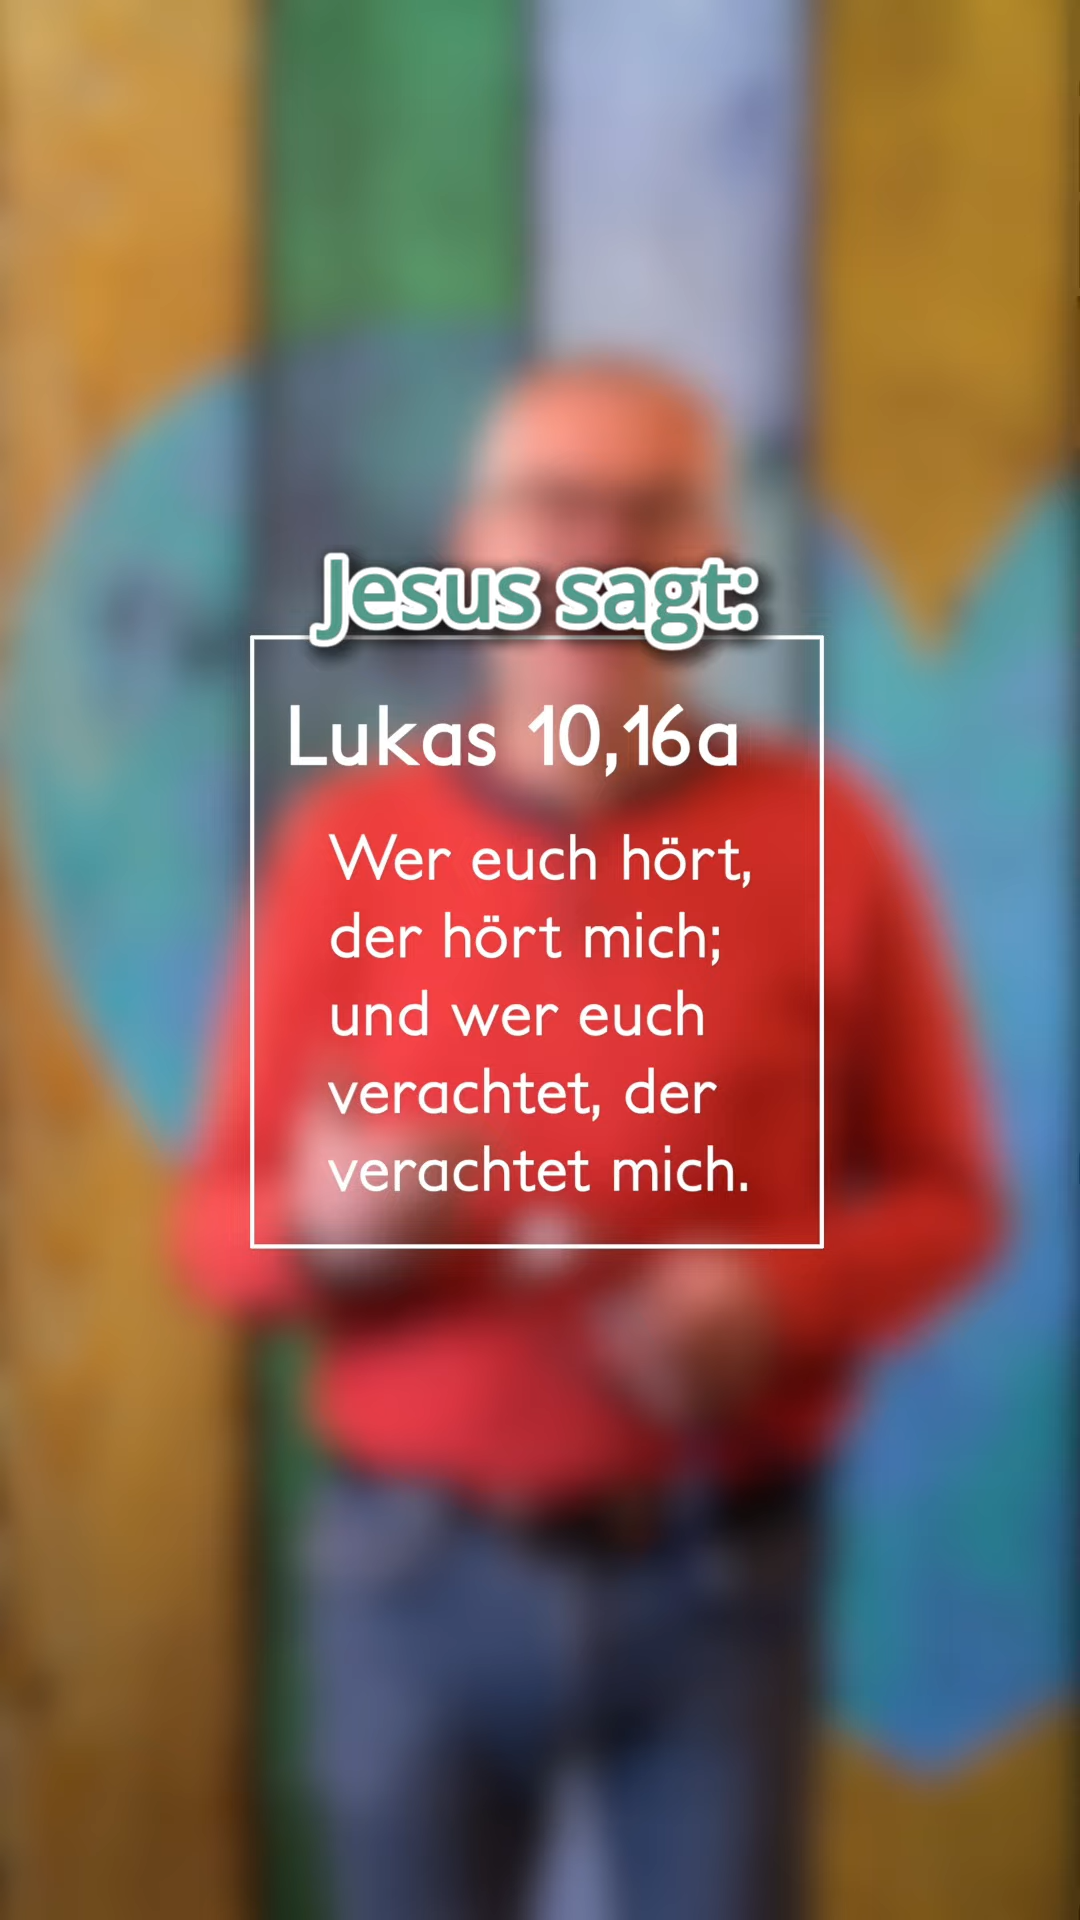 Jesus sagt:
Lukas 10,16a
Wer euch hört,
der hört mich;
und wer euch
verachtet, der
verachtet mich.